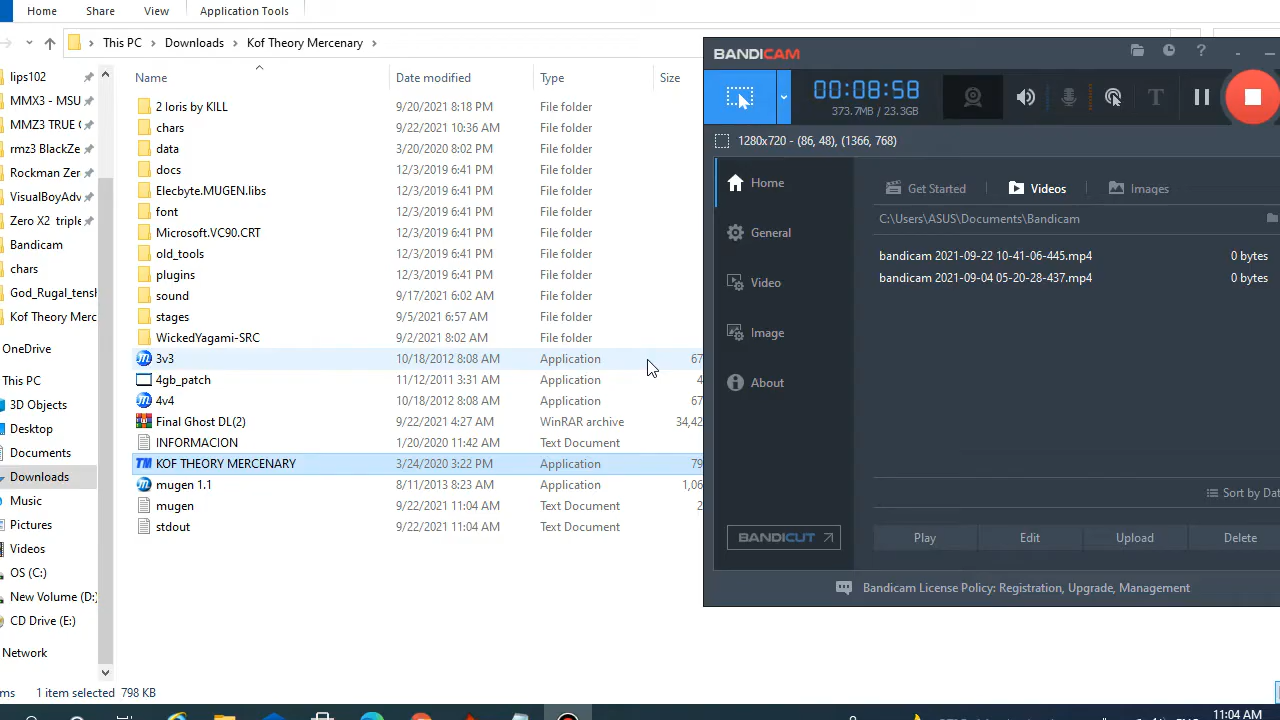 Home Share View Application Tools
This PC Downloads Kof Theory Mercenary
Name Date modified Type Size
lips102
MMX3 - MSU
MMZ3 TRUE
rmz3 BlackZe
Rockman Zer
VisualBoyAdv
Zero X2 triple
Bandicam
chars
God_Rugal_tensh
Kof Theory Merc
OneDrive
This PC
3D Objects
Desktop
Documents
Downloads
Music
Pictures
Videos
OS (C:)
New Volume (D:)
CD Drive (E:)
Network
2 loris by KILL 9/20/2021 8:18 PM File folder
chars 9/22/2021 10:36 AM File folder
data 3/20/2020 8:02 PM File folder
docs 12/3/2019 6:41 PM File folder
Elecbyte.MUGEN.libs 12/3/2019 6:41 PM File folder
font 12/3/2019 6:41 PM File folder
Microsoft.VC90.CRT 12/3/2019 6:41 PM File folder
old_tools 12/3/2019 6:41 PM File folder
plugins 12/3/2019 6:41 PM File folder
sound 9/17/2021 6:02 AM File folder
stages 9/5/2021 6:57 AM File folder
WickedYagami-SRC 9/2/2021 8:02 AM File folder
3v3 10/18/2012 8:08 AM Application 67
4gb_patch 11/12/2011 3:31 AM Application 4
4v4 10/18/2012 8:08 AM Application 67
Final Ghost DL(2) 9/22/2021 4:27 AM WinRAR archive 34,42
INFORMACION 1/20/2020 11:42 AM Text Document
KOF THEORY MERCENARY 3/24/2020 3:22 PM Application 79
mugen 1.1 8/11/2013 8:23 AM Application 1,06
mugen 9/22/2021 11:04 AM Text Document 2
stdout 9/22/2021 11:04 AM Text Document
1 item selected 798 KB
BANDICAM
00:08:58
373.7MB / 23.3GB
1280x720 - (86, 48), (1366, 768)
Home
General
Video
Image
About
BANDICUT
Get Started Videos Images
C:\Users\ASUS\Documents\Bandicam
bandicam 2021-09-22 10-41-06-445.mp4 0 bytes
bandicam 2021-09-04 05-20-28-437.mp4 0 bytes
Sort by Dat
Play Edit Upload Delete
Bandicam License Policy: Registration, Upgrade, Management
11:04 AM